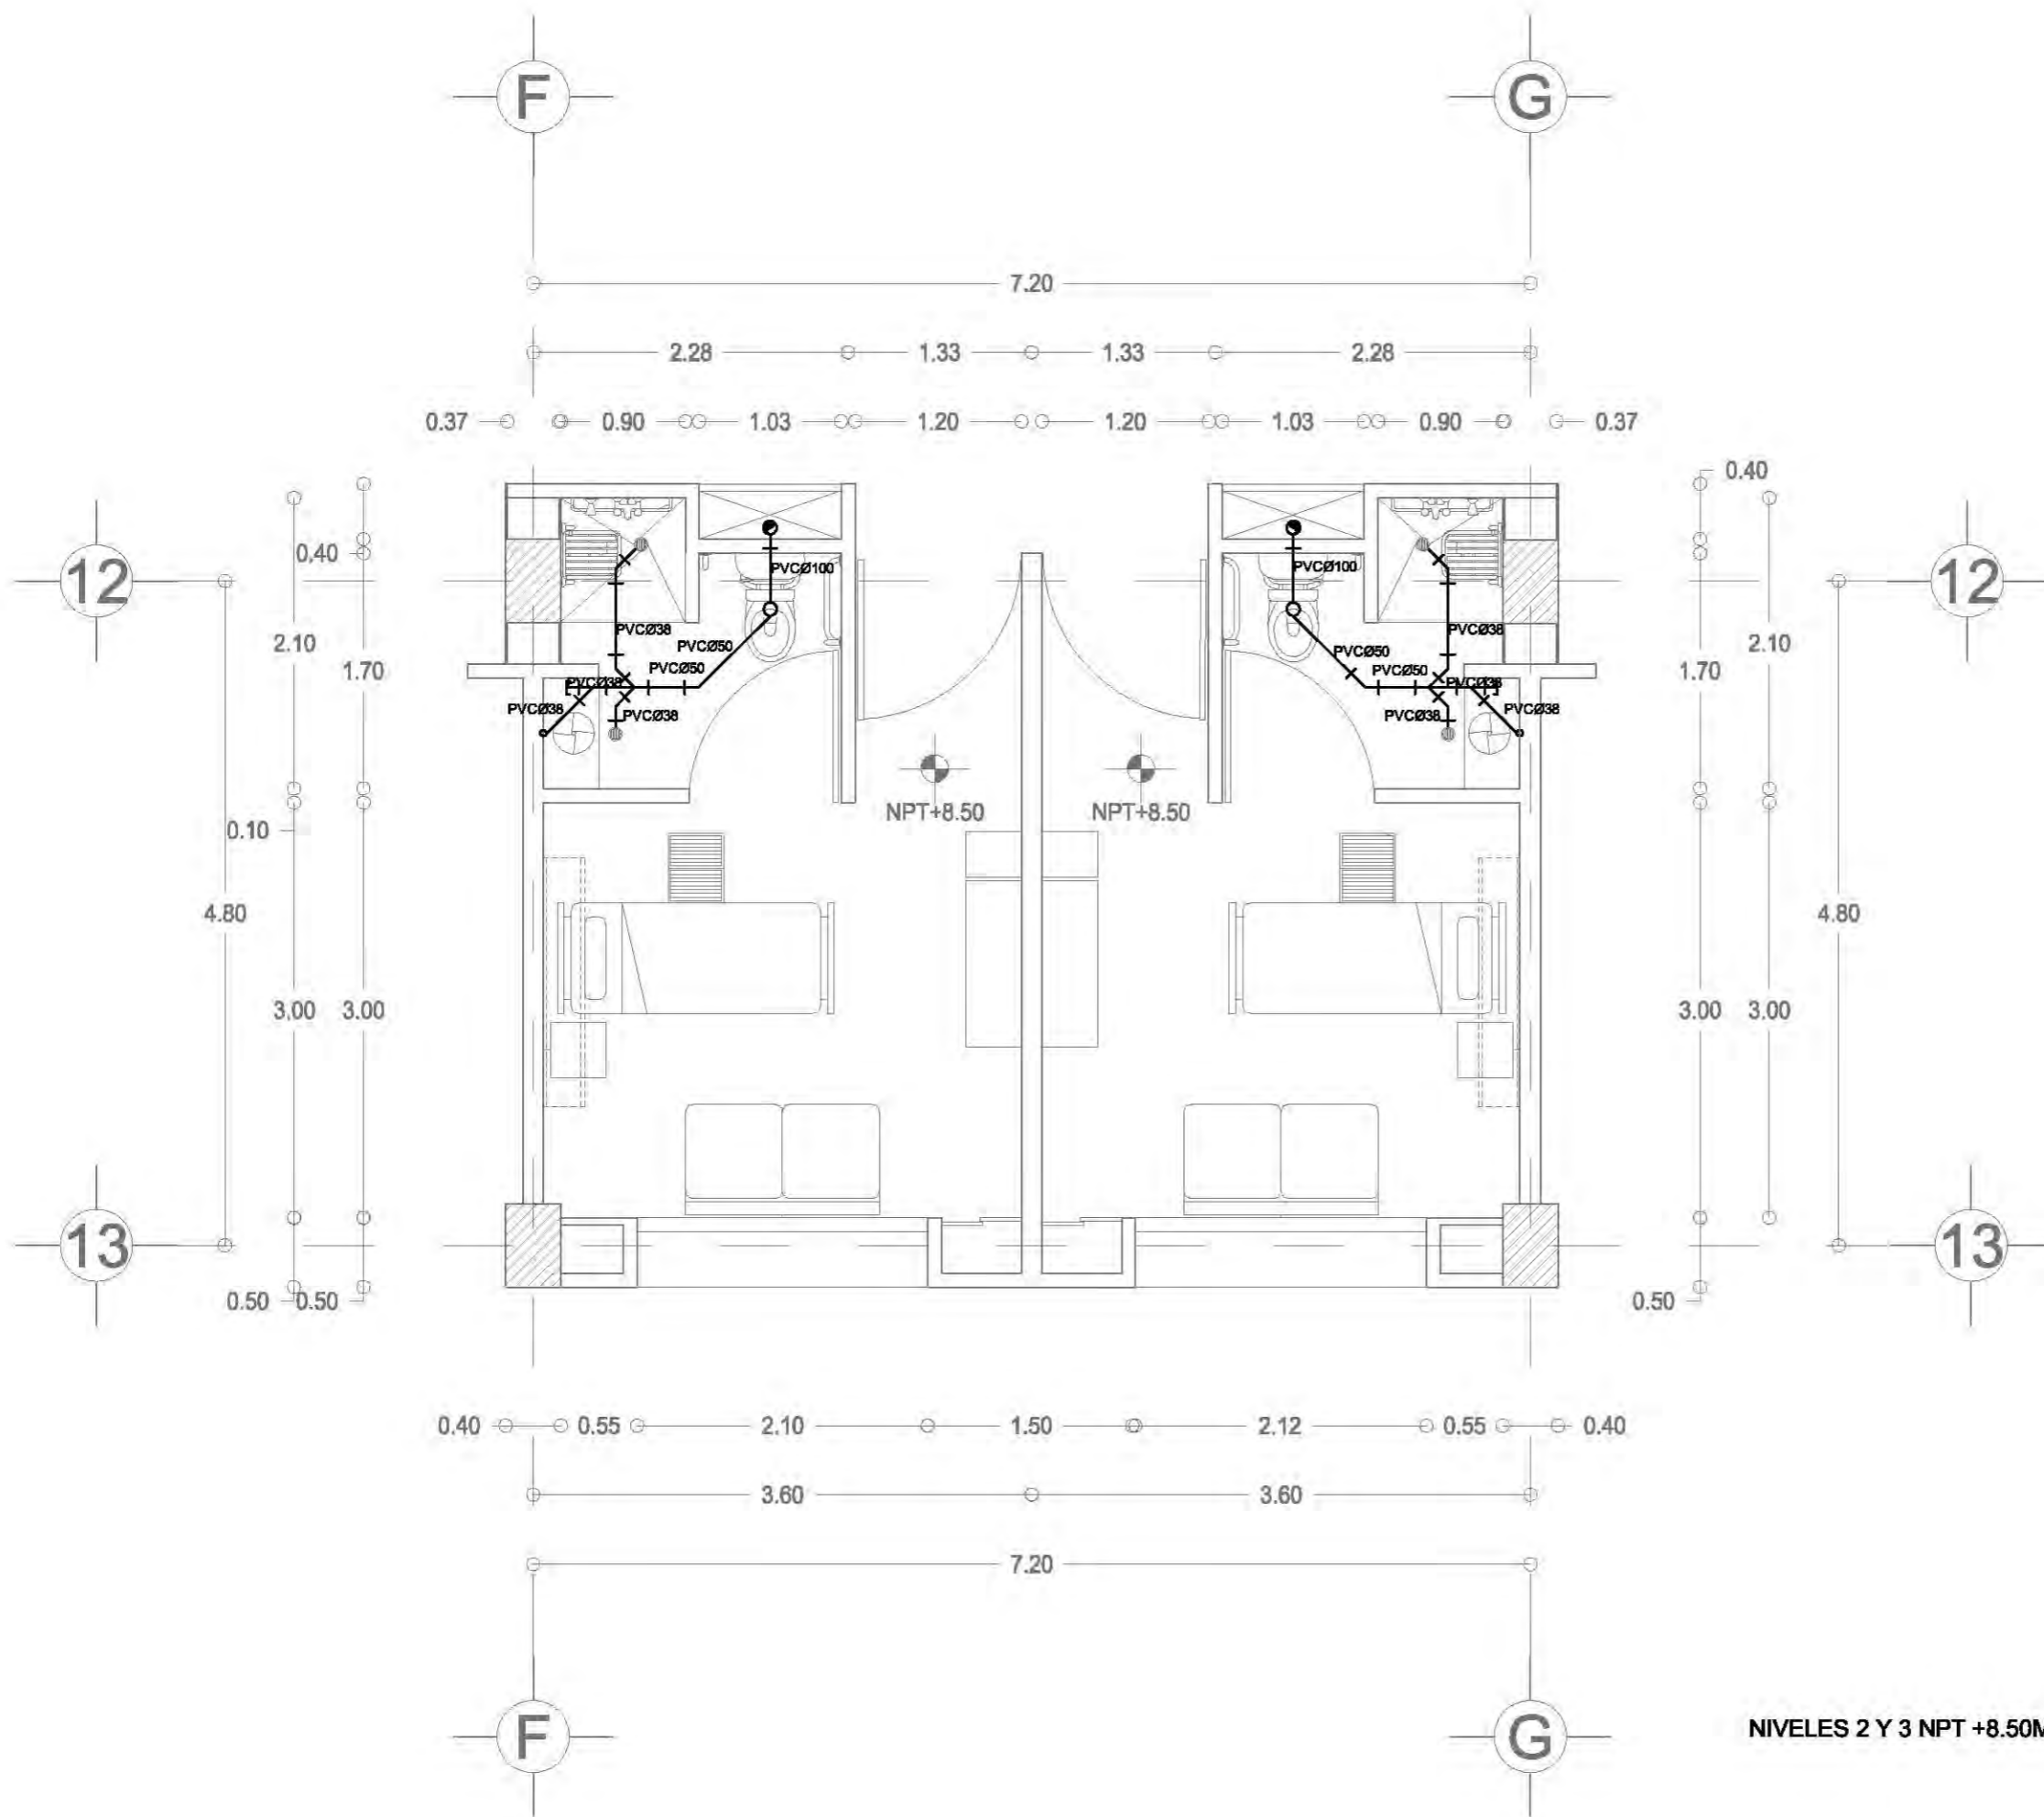 F G
7.20
2.28 1.33 1.33 2.28
0.37 0.90 1.03 1.20 1.20 1.03 0.90 0.37
0.40
0.40
12 12
PVCØ100 PVCØ100
PVCØ38 PVCØ38
2.10 PVCØ50 PVCØ50 2.10
1.70 PVCØ50 PVCØ50 1.70
PVCØ38 PVCØ38
PVCØ38 PVCØ38 PVCØ38 PVCØ38
NPT+8.50 NPT+8.50
0.10
4.80 4.80
3.00 3.00 3.00 3.00
13 13
0.50 0.50 0.50
0.40 0.55 2.10 1.50 2.12 0.55 0.40
3.60 3.60
7.20
F G
NIVELES 2 Y 3 NPT +8.50M